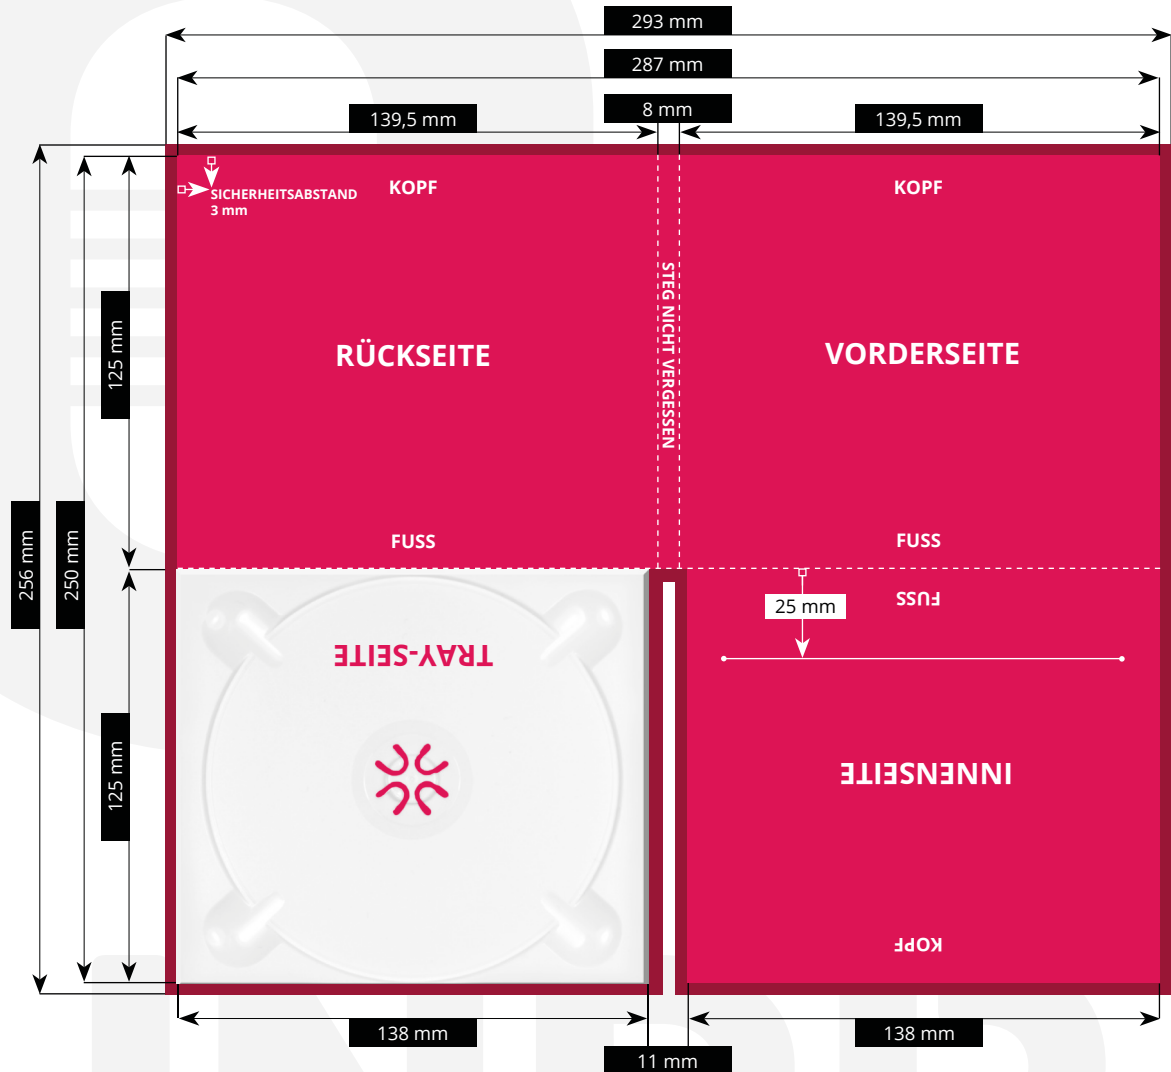 293 mm
287 mm
8 mm
139,5 mm
139,5 mm
SICHERHEITSABSTAND
3 mm
KOPF
KOPF
STEG NICHT VERGESSEN
125 mm
RÜCKSEITE
VORDERSEITE
FUSS
FUSS
256 mm
250 mm
FUSS
25 mm
TRAY-SEITE
125 mm
INNENSEITE
KOPF
138 mm
138 mm
11 mm